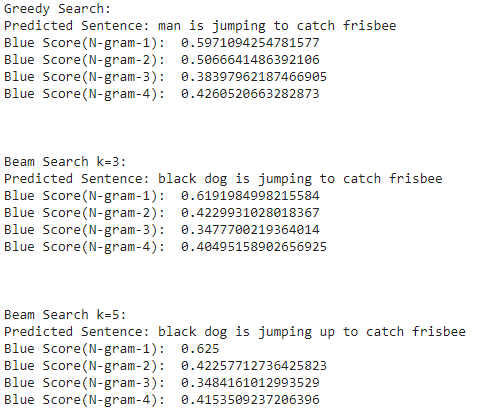 Greedy Search:
Predicted Sentence: man is jumping to catch frisbee
Blue Score(N-gram-1):  0.5971094254781577
Blue Score(N-gram-2):  0.5066641486392106
Blue Score(N-gram-3):  0.38397962187466905
Blue Score(N-gram-4):  0.4260520663282873
Beam Search k=3:
Predicted Sentence: black dog is jumping to catch frisbee
Blue Score(N-gram-1):  0.6191984998215584
Blue Score(N-gram-2):  0.4229931028018367
Blue Score(N-gram-3):  0.3477700219364014
Blue Score(N-gram-4):  0.40495158902656925
Beam Search k=5:
Predicted Sentence: black dog is jumping up to catch frisbee
Blue Score(N-gram-1):  0.625
Blue Score(N-gram-2):  0.42257712736425823
Blue Score(N-gram-3):  0.3484161012993529
Blue Score(N-gram-4):  0.4153509237206396